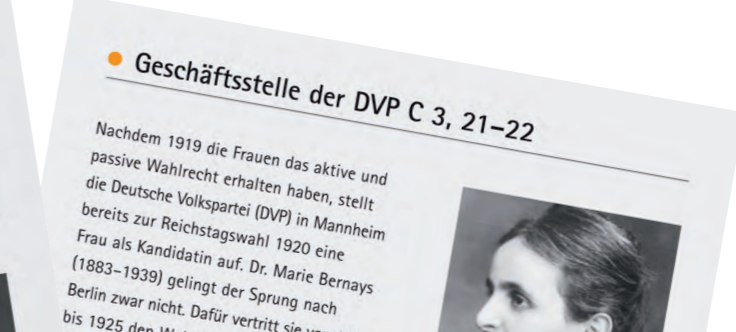 Geschäftsstelle der DVP C 3, 21–22
Nachdem 1919 die Frauen das aktive und
passive Wahlrecht erhalten haben, stellt
die Deutsche Volkspartei (DVP) in Mannheim
bereits zur Reichstagswahl 1920 eine
Frau als Kandidatin auf. Dr. Marie Bernays
(1883–1939) gelingt der Sprung nach
Berlin zwar nicht. Dafür vertritt sie
bis 1925 den